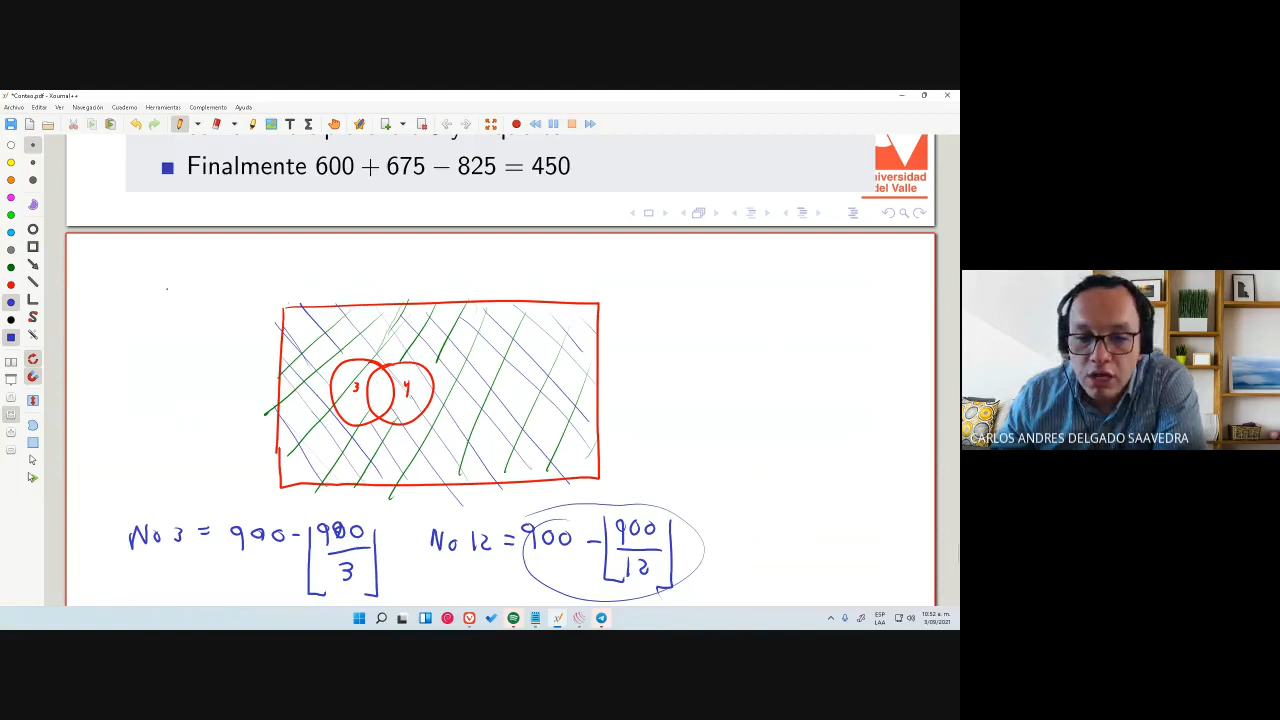 *Conteo.pdf - Xournal++
Archivo Editar Ver Navegación Cuaderno Herramientas Complemento Ayuda
Finalmente 600 + 675 − 825 = 450
Universidad
del Valle
3 4
No 3 = 900 - ⌊900/3⌋ No 12 = 900 - ⌊900/12⌋
CARLOS ANDRES DELGADO SAAVEDRA
ESP
LAA
10:52 a. m.
3/09/2021